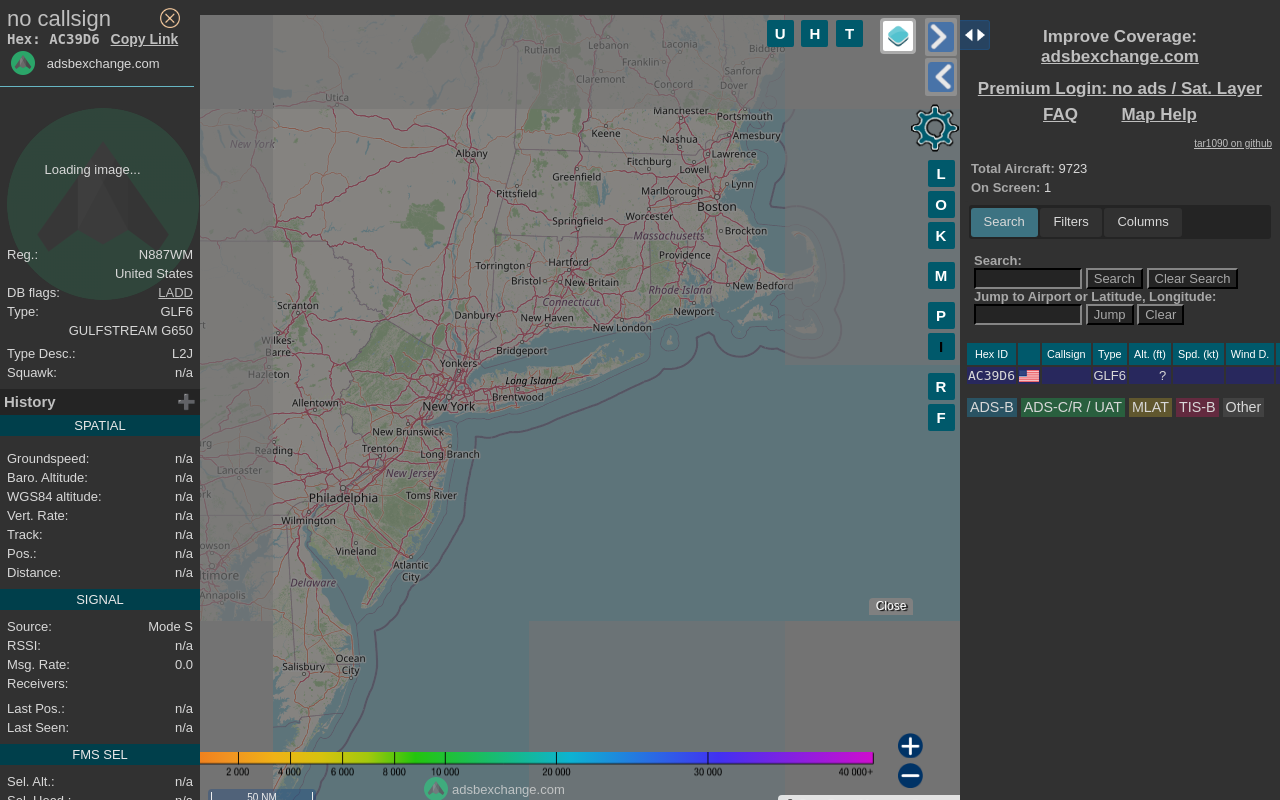 no callsign
Hex: AC39D6 Copy Link
adsbexchange.com
Loading image...
Reg.: N887WM
United States
DB flags: LADD
Type: GLF6
GULFSTREAM G650
Type Desc.: L2J
Squawk: n/a
History
SPATIAL
Groundspeed: n/a
Baro. Altitude: n/a
WGS84 altitude: n/a
Vert. Rate: n/a
Track: n/a
Pos.: n/a
Distance: n/a
SIGNAL
Source: Mode S
RSSI: n/a
Msg. Rate: 0.0
Receivers:
Last Pos.: n/a
Last Seen: n/a
FMS SEL
Sel. Alt.: n/a
Sel. Head.: n/a
U H T
L
O
K
M
P
I
R
F
Rutland
Lebanon
Laconia
Franklin
Claremont
Sanford
Concord
Dover
Utica
Manchester
Portsmouth
Keene
Nashua
Amesbury
New York
Albany
Fitchburg
Lawrence
Greenfield
Lowell
Pittsfield
Marlborough
Lynn
Boston
Springfield
Worcester
Massachusetts
Brockton
Torrington
Hartford
Providence
Bristol
New Britain
Rhode Island
New Bedford
Scranton
Connecticut
Danbury
New Haven
Newport
New London
Wilkes-
Barre
Bridgeport
Hazleton
Yonkers
Long Island
Allentown
New York
Brentwood
New Brunswick
Reading
Trenton
Long Branch
Lancaster
New Jersey
Philadelphia
Toms River
Wilmington
Vineland
Atlantic
City
Delaware
Annapolis
Close
Ocean
City
Salisbury
2 000 4 000 6 000 8 000 10 000 20 000 30 000 40 000+
adsbexchange.com
50 NM
Improve Coverage:
adsbexchange.com
Premium Login: no ads / Sat. Layer
FAQ Map Help
tar1090 on github
Total Aircraft: 9723
On Screen: 1
Search Filters Columns
Search:
Search Clear Search
Jump to Airport or Latitude, Longitude:
Jump Clear
Hex ID Callsign Type Alt. (ft) Spd. (kt) Wind D.
AC39D6 GLF6 ?
ADS-B ADS-C/R / UAT MLAT TIS-B Other